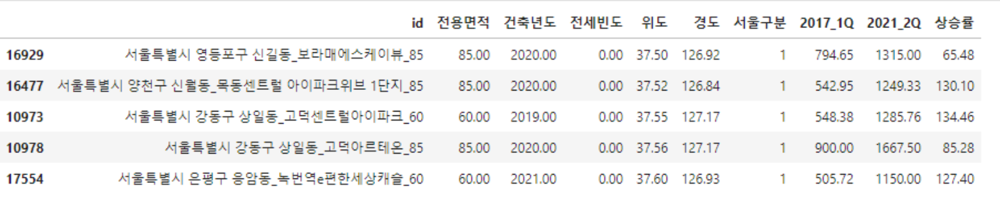 id 전용면적 건축년도 전세빈도 위도 경도 서울구분 2017_1Q 2021_2Q 상승률
16929 서울특별시 영등포구 신길동_보라매에스케이뷰_85 85.00 2020.00 0.00 37.50 126.92 1 794.65 1315.00 65.48
16477 서울특별시 양천구 신월동_목동센트럴 아이파크위브 1단지_85 85.00 2020.00 0.00 37.52 126.84 1 542.95 1249.33 130.10
10973 서울특별시 강동구 상일동_고덕센트럴아이파크_60 60.00 2019.00 0.00 37.55 127.17 1 548.38 1285.76 134.46
10978 서울특별시 강동구 상일동_고덕아르테온_85 85.00 2020.00 0.00 37.56 127.17 1 900.00 1667.50 85.28
17554 서울특별시 은평구 응암동_녹번역e편한세상캐슬_60 60.00 2021.00 0.00 37.60 126.93 1 505.72 1150.00 127.40